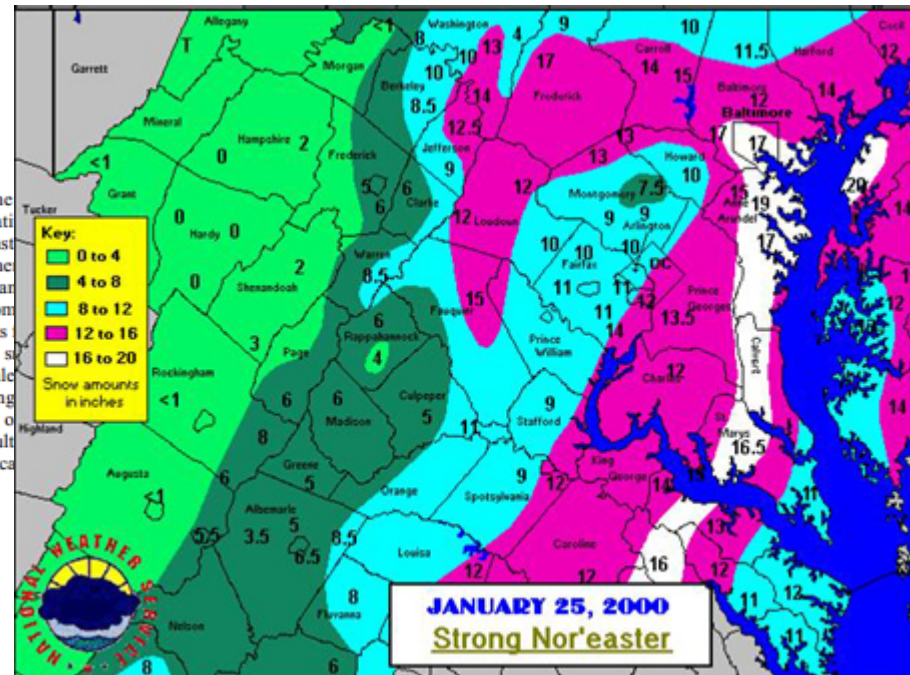 Allegany
Washington
9
10
Cecil
T
<1
8
13
4
Carroll
11.5
Harford
12
Garrett
Morgan
10
17
14
Berkeley
10
15
Baltimore
14
8.5
14
Frederick
12
Mineral
Hampshire
2
12.5
Baltimore
0
Frederick
Jefferson
13
17
17
<1
9
13
Howard
Grant
5
6
12
Montgomery
7.5
10
20
Tucker
6
Clarke
15
Anne
Arundel
19
0
12
Loudoun
9
9
Arlington
Hardy
0
Warren
10
10
10
17
Key:
0 to 4
4 to 8
8 to 12
12 to 16
16 to 20
Snow amounts
in inches
2
8.5
Fairfax
DC
0
Shenandoah
11
11
12
Prince
Georges
15
Fauquier
11
13.5
12
6
Rappahannock
14
3
Page
Prince
William
Calvert
4
12
Rockingham
Charles
<1
6
6
Culpeper
14
Madison
5
9
St.
Marys
Highland
8
11
Stafford
16.5
Greene
King
George
Augusta
6
5
Orange
9
14
15
<1
Spotsylvania
11
Albemarle
5
5.5
3.5
6.5
8.5
Louisa
Caroline
13
12
12
16
12
NATIONAL WEATHER SERVICE
8
JANUARY 25, 2000
11
12
Nelson
Fluvanna
Strong Nor'easter
11
8
6